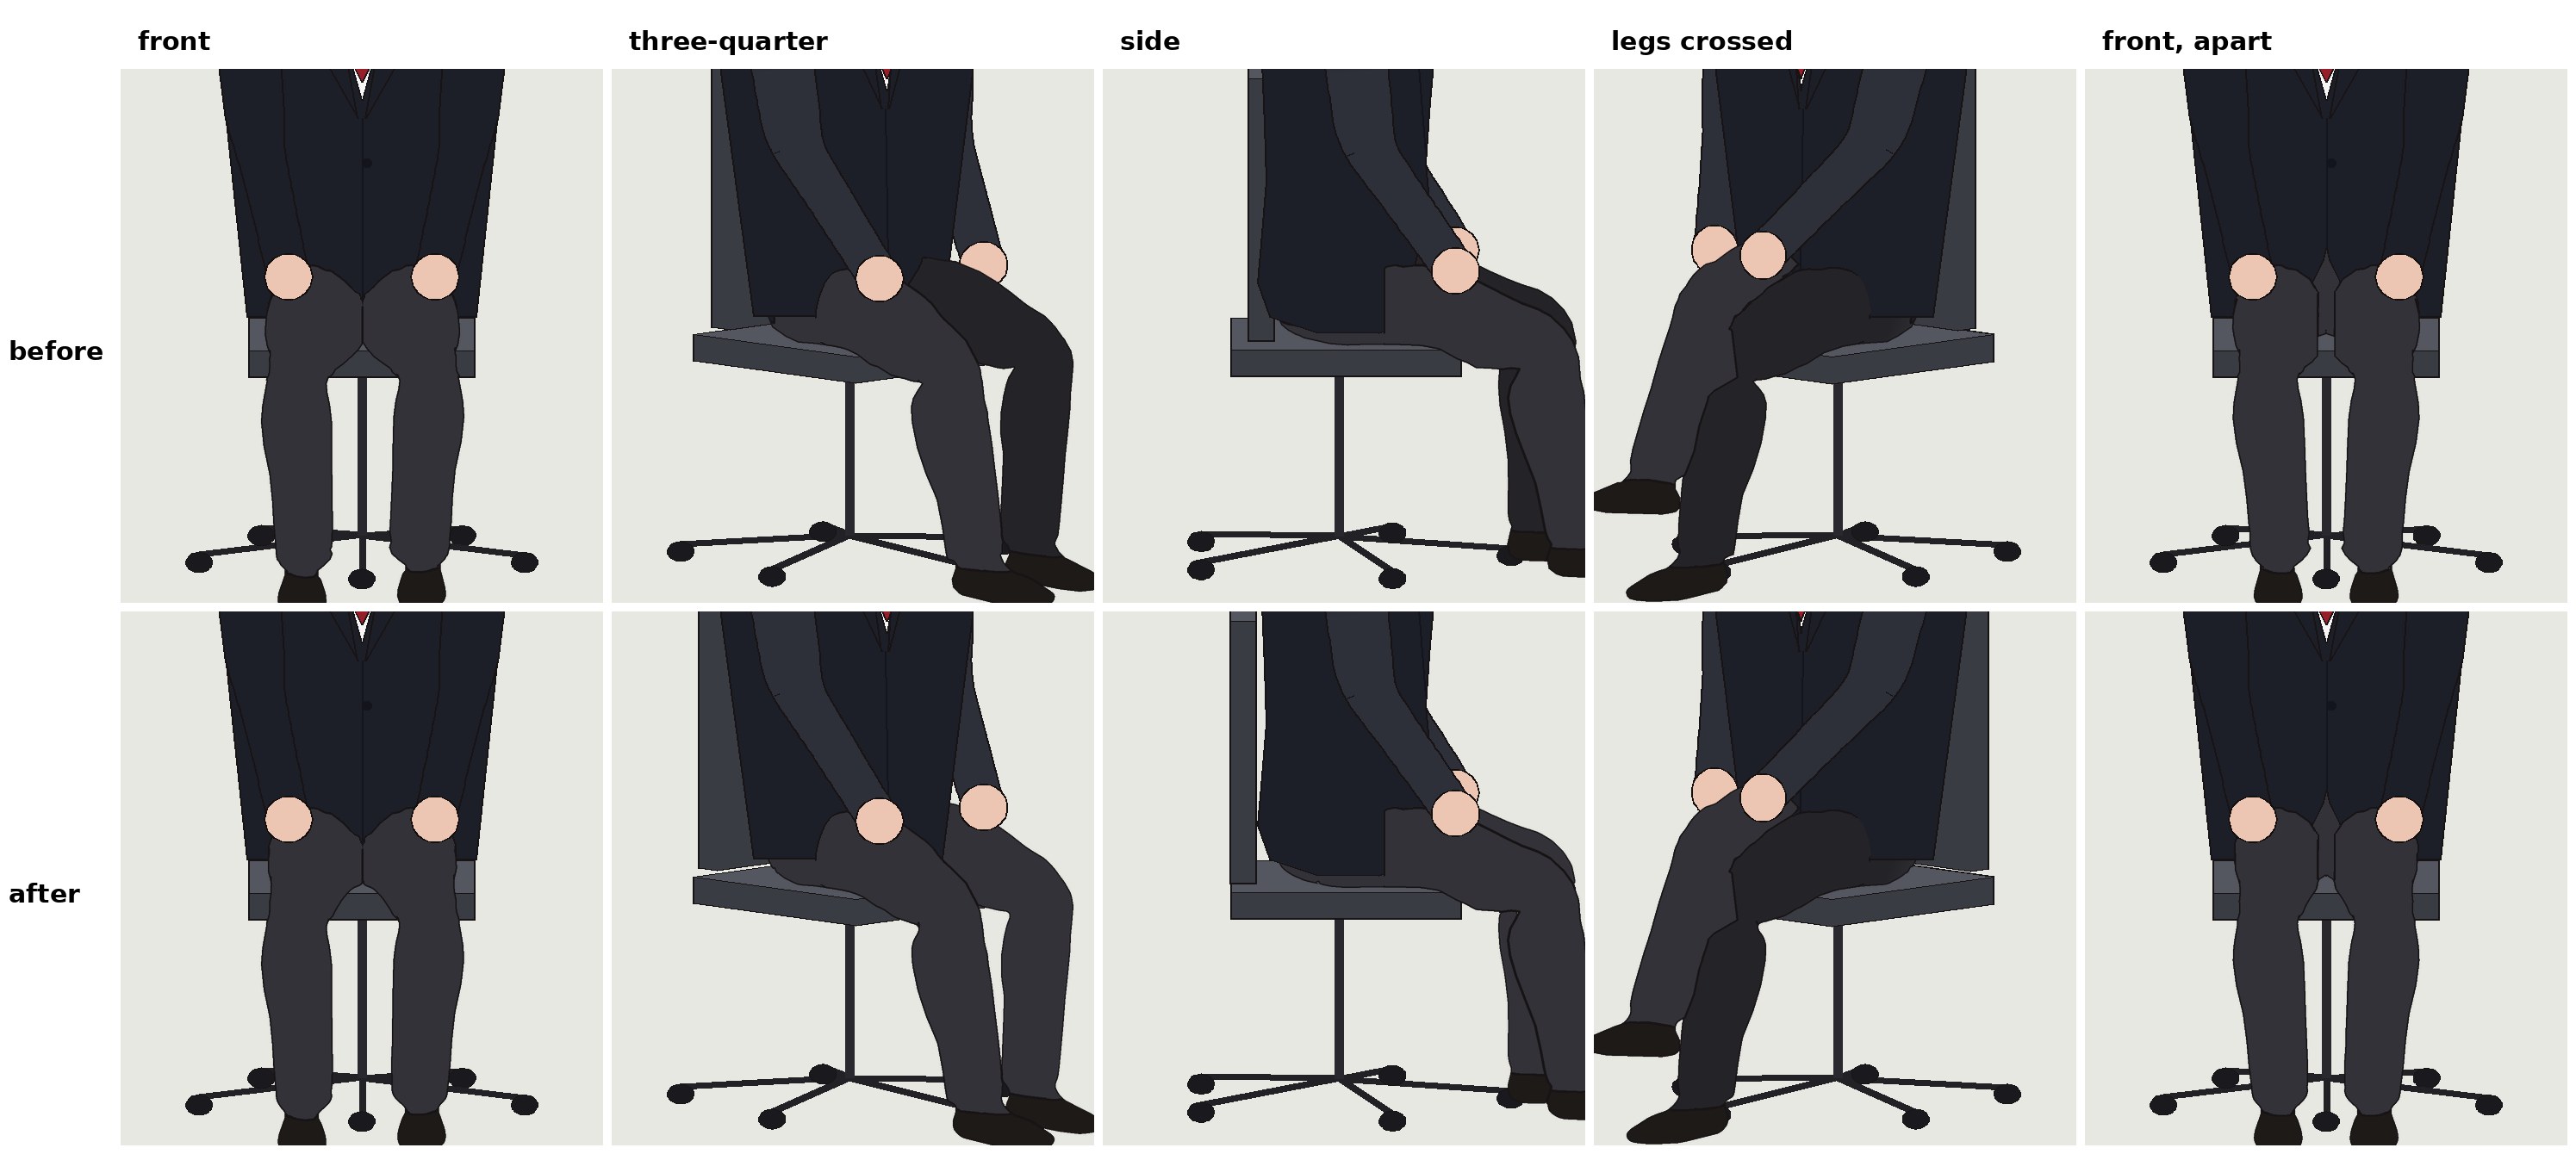 front
three-quarter
side
legs crossed
front, apart
before
after